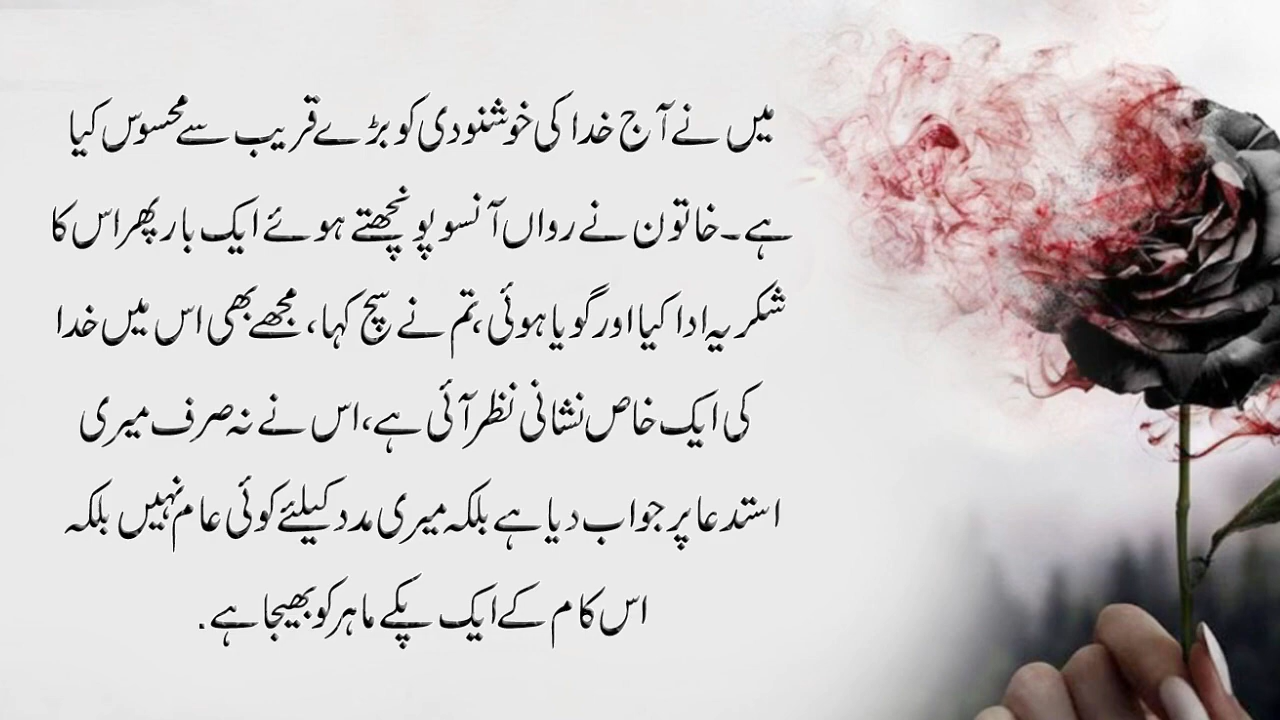 میں نے آج خدا کی خوشنودی کو بڑے قریب سے محسوس کیا
ہے۔خاتون نے رواں آنسو پونچھتے ہوئے ایک بار پھر اس کا
شکریہ ادا کیا اور گویا ہوئی ،تم نے سچ کہا، مجھے بھی اس میں خدا
کی ایک خاص نشانی نظر آئی ہے،اس نے نہ صرف میری
استدعا پر جواب دیا ہے بلکہ میری مدد کیلئے کوئی عام نہیں بلکہ
اس کام کے ایک پکے ماہر کو بھیجا ہے.